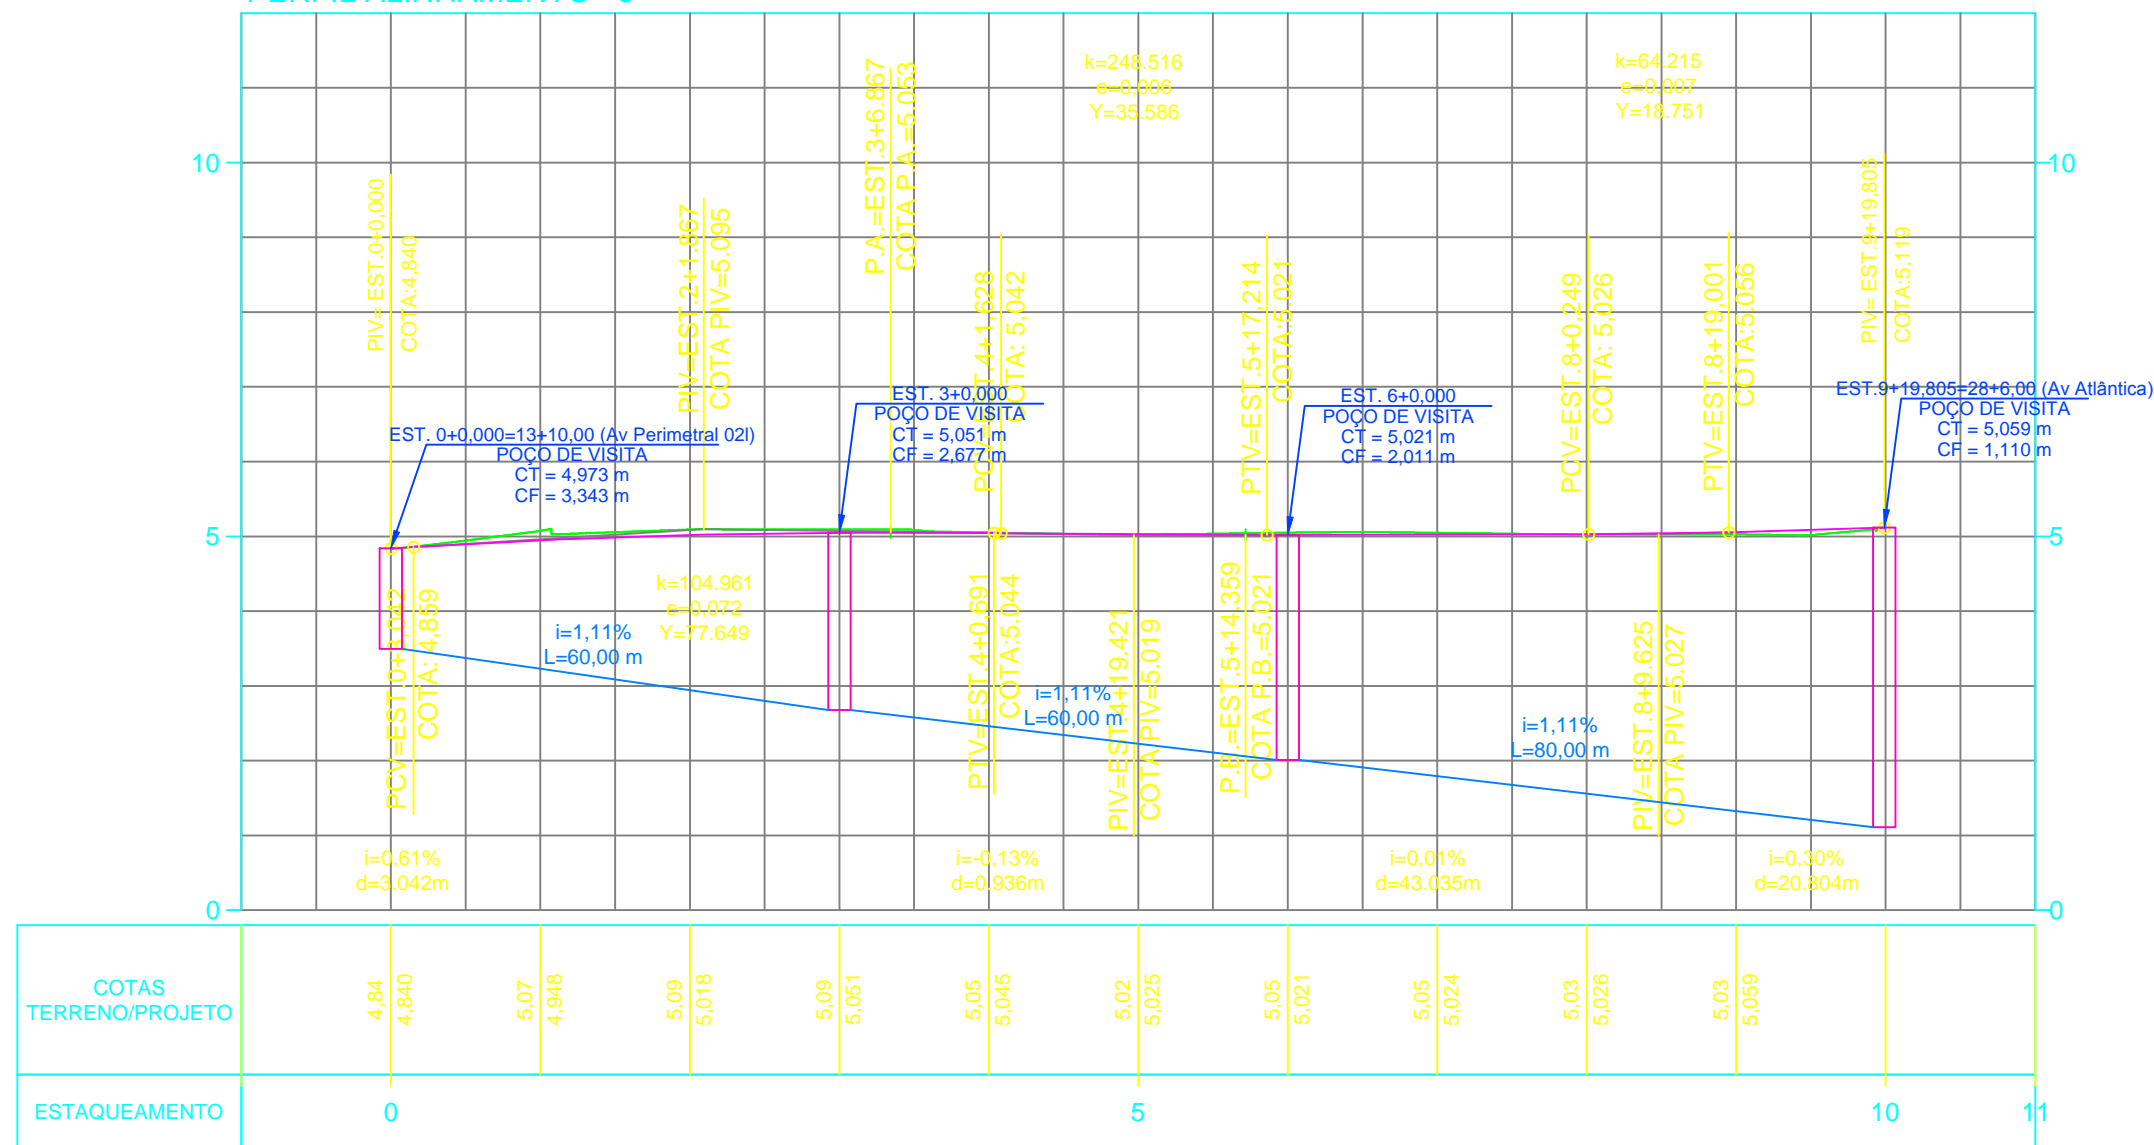 k=248.516
e=0,006
Y=35.586
k=64.215
e=0,007
Y=18.751
10
10
PIV= EST.0+0,000
COTA:4,840
PIV=EST.2+1.867
COTA PIV=5.095
P.A.=EST.3+6.867
COTA P.A.=5.053
PCV=EST.4+1,628
COTA: 5,042
PTV=EST.5+17,214
COTA:5.021
PCV=EST.8+0,249
COTA: 5,026
PTV=EST.8+19,001
COTA:5.056
PIV= EST.9+19,805
COTA:5,119
EST. 0+0,000=13+10,00 (Av Perimetral 02l)
POÇO DE VISITA
CT = 4,973 m
CF = 3,343 m
EST. 3+0,000
POÇO DE VISITA
CT = 5,051 m
CF = 2,677 m
EST. 6+0,000
POÇO DE VISITA
CT = 5,021 m
CF = 2,011 m
EST.9+19,805=28+6,00 (Av Atlântica)
POÇO DE VISITA
CT = 5,059 m
CF = 1,110 m
5
5
PCV=EST.0+3,042
COTA: 4,859
k=104.961
e=0,072
Y=77.649
i=1,11%
L=60,00 m
PTV=EST.4+0,691
COTA:5.044
i=1,11%
L=60,00 m
PIV=EST.4+19.421
COTA PIV=5.019
P.B.=EST.5+14,359
COTA P.B.=5.021
i=1,11%
L=80,00 m
PIV=EST.8+9.625
COTA PIV=5.027
i=0,61%
d=3.042m
i=-0,13%
d=0.936m
i=0,01%
d=43.035m
i=0,30%
d=20.804m
0
0
COTAS
TERRENO/PROJETO
4,84
4,840
5,07
4,948
5,09
5,018
5,09
5,051
5,05
5,045
5,02
5,025
5,05
5,021
5,05
5,024
5,03
5,026
5,03
5,059
ESTAQUEAMENTO
0
5
10
11